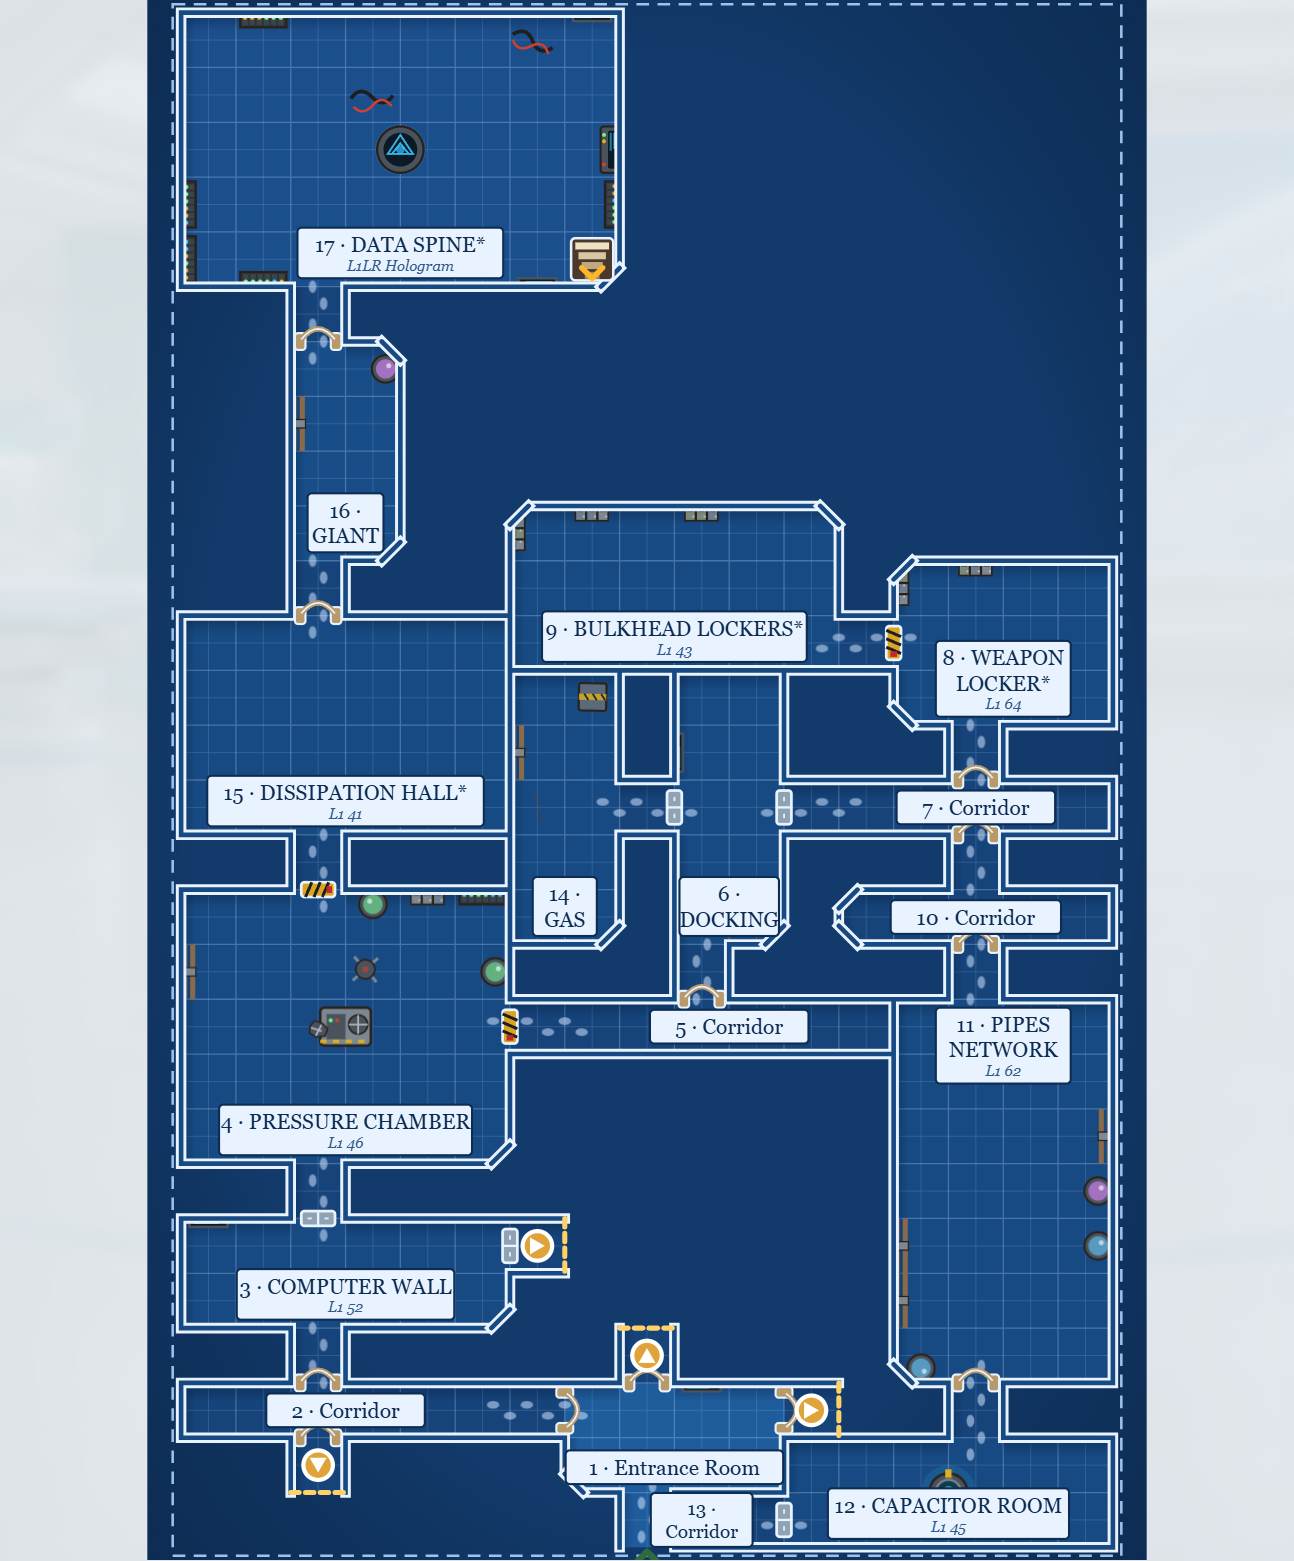 17 · DATA SPINE*
L1LR Hologram
16 ·
GIANT
9 · BULKHEAD LOCKERS*
L1 43
8 · WEAPON
LOCKER*
L1 64
15 · DISSIPATION HALL*
L1 41
7 · Corridor
14 ·
GAS
6 ·
DOCKING
10 · Corridor
5 · Corridor
11 · PIPES
NETWORK
L1 62
4 · PRESSURE CHAMBER
L1 46
3 · COMPUTER WALL
L1 52
2 · Corridor
1 · Entrance Room
13 ·
Corridor
12 · CAPACITOR ROOM
L1 45